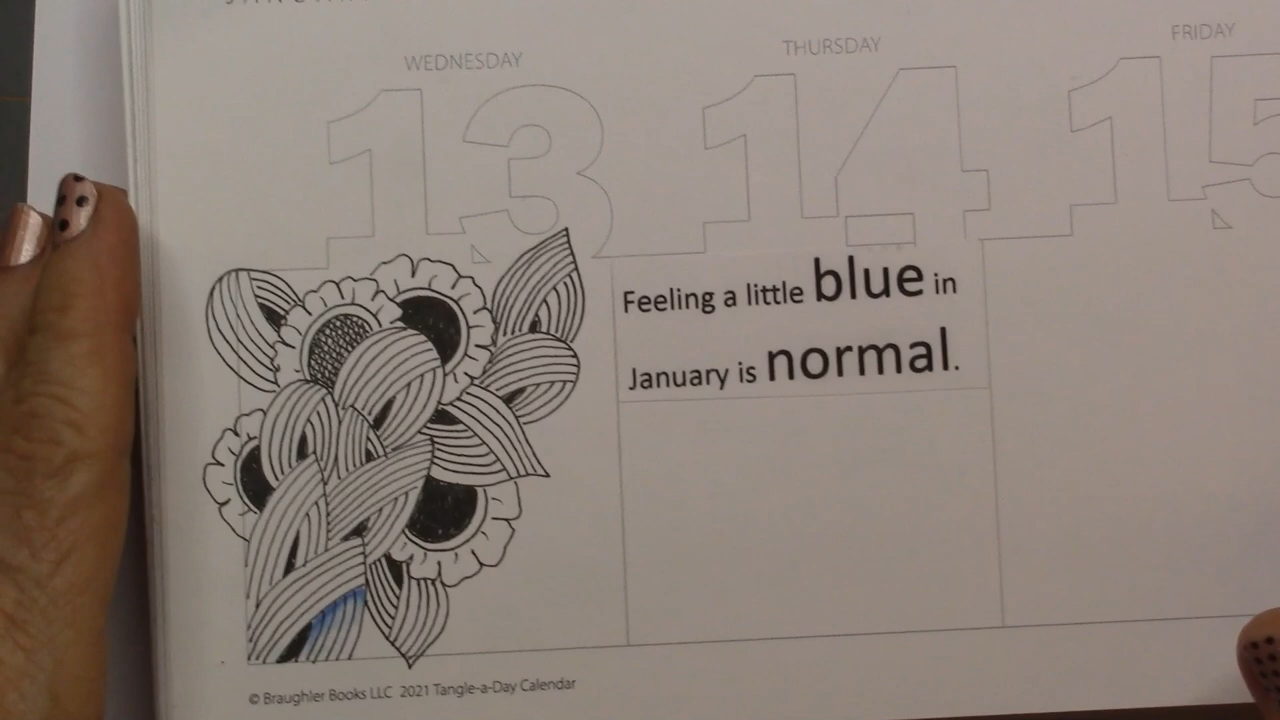 WEDNESDAY
THURSDAY
FRIDAY
13
14
15
Feeling a little blue in
January is normal.
© Braughler Books LLC 2021 Tangle-a-Day Calendar